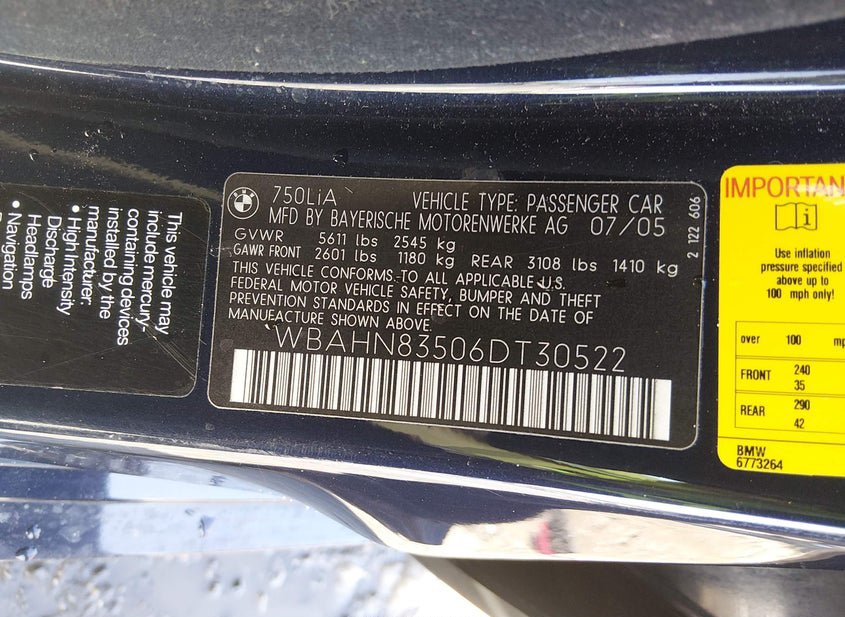 This vehicle may
include mercury-
containing devices
installed by the
manufacturer.
• High Intensity
Discharge
Headlamps
• Navigation
750LiA VEHICLE TYPE: PASSENGER CAR
MFD BY BAYERISCHE MOTORENWERKE AG 07/05
GVWR 5611 lbs 2545 kg
GAWR FRONT 2601 lbs 1180 kg REAR 3108 lbs 1410 kg
THIS VEHICLE CONFORMS TO ALL APPLICABLE U.S.
FEDERAL MOTOR VEHICLE SAFETY, BUMPER AND THEFT
PREVENTION STANDARDS IN EFFECT ON THE DATE OF
MANUFACTURE SHOWN ABOVE.
WBAHN83506DT30522
2 122 606
IMPORTAN
Use inflation
pressure specified
above up to
100 mph only!
over 100 mp
FRONT 240
35
REAR 290
42
BMW
6773264